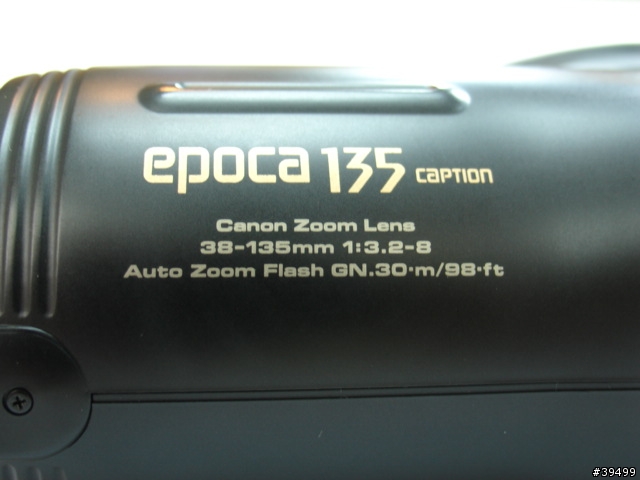 epoca 135 CAPTION
Canon Zoom Lens
38-135mm 1:3.2-8
Auto Zoom Flash GN.30·m/98·ft
#39499